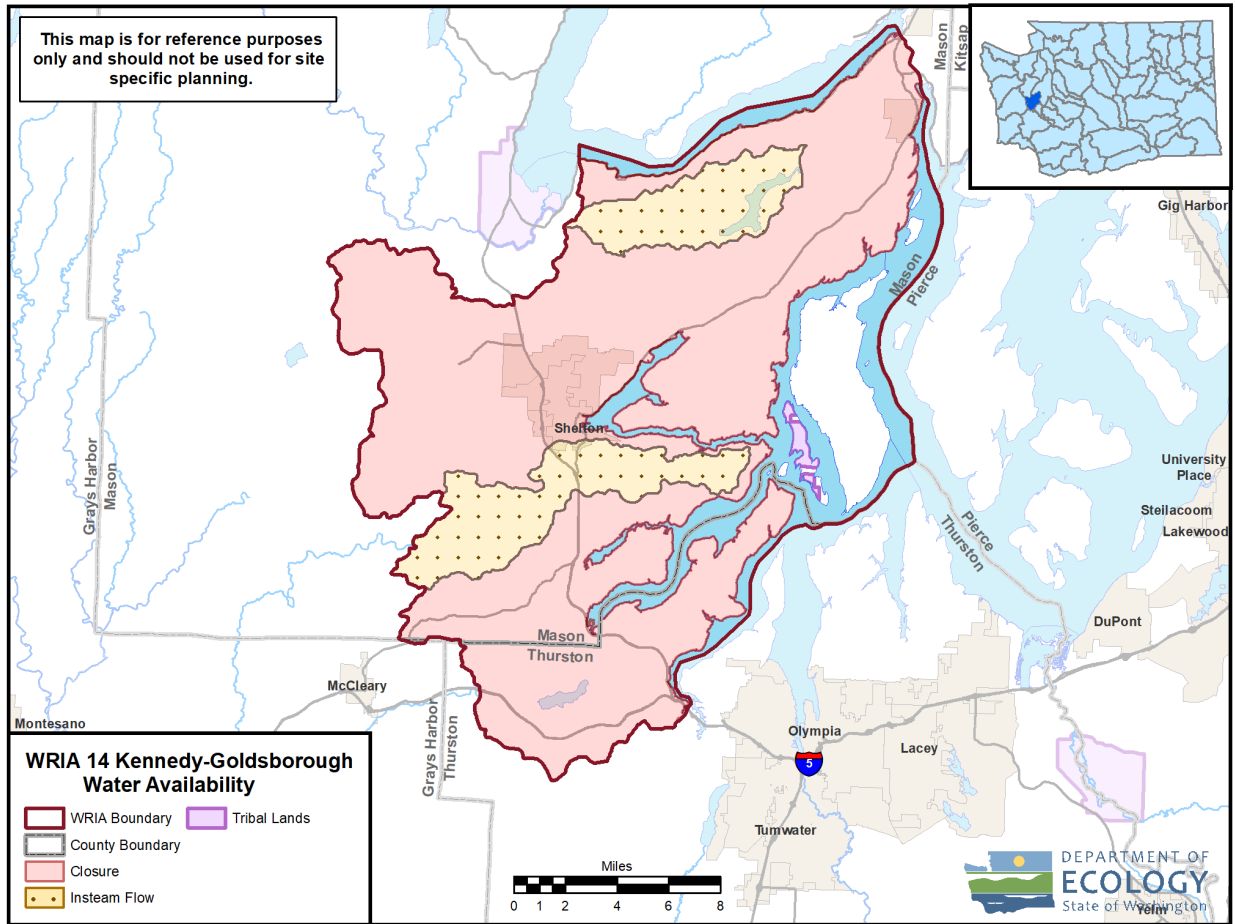 This map is for reference purposes
only and should not be used for site
specific planning.
Mason
Kitsap
Gig Harbor
Mason
Pierce
Grays Harbor
Mason
Shelton
University
Place
Steilacoom
Lakewood
Pierce
Thurston
DuPont
Mason
Thurston
McCleary
Montesano
Grays Harbor
Thurston
Olympia
Lacey
5
Tumwater
Yelm
WRIA 14 Kennedy-Goldsborough
Water Availability
WRIA Boundary
Tribal Lands
County Boundary
Closure
Insteam Flow
Miles
0 1 2 4 6 8
DEPARTMENT OF
ECOLOGY
State of Washington